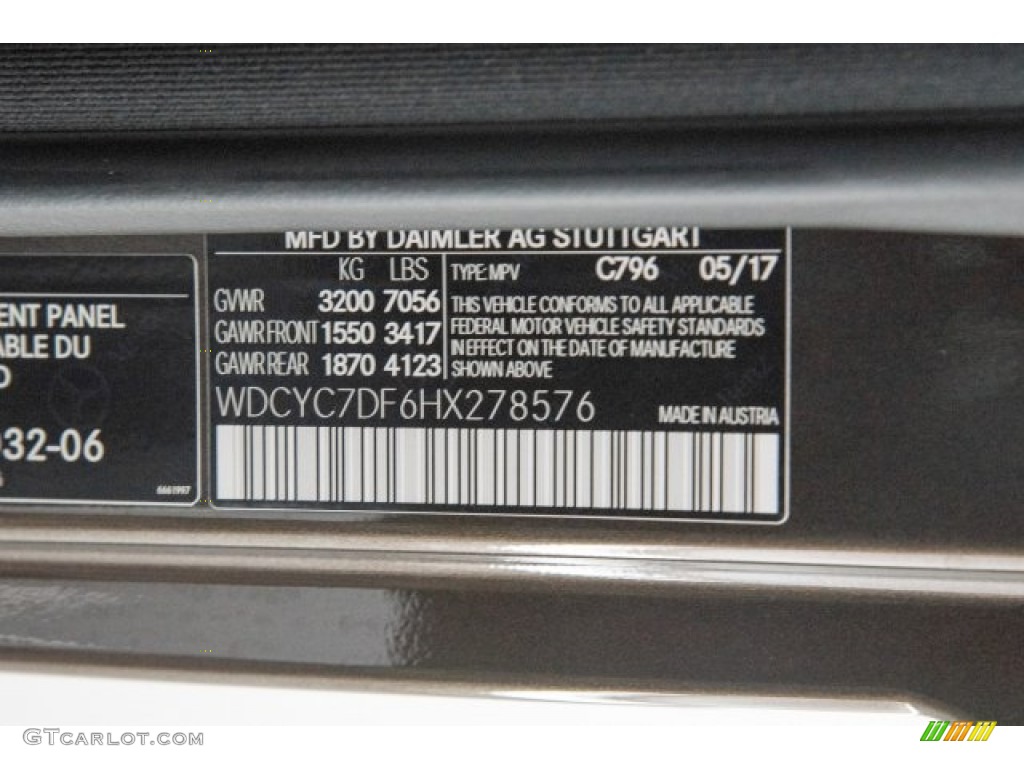 MFD BY DAIMLER AG STUTTGART
KG LBS
GVWR 3200 7056
GAWR FRONT 1550 3417
GAWR REAR 1870 4123
TYPE: MPV C796 05/17
THIS VEHICLE CONFORMS TO ALL APPLICABLE
FEDERAL MOTOR VEHICLE SAFETY STANDARDS
IN EFFECT ON THE DATE OF MANUFACTURE
SHOWN ABOVE
WDCYC7DF6HX278576
MADE IN AUSTRIA
ENT PANEL
ABLE DU
32-06
6661997
GTCarlot.com